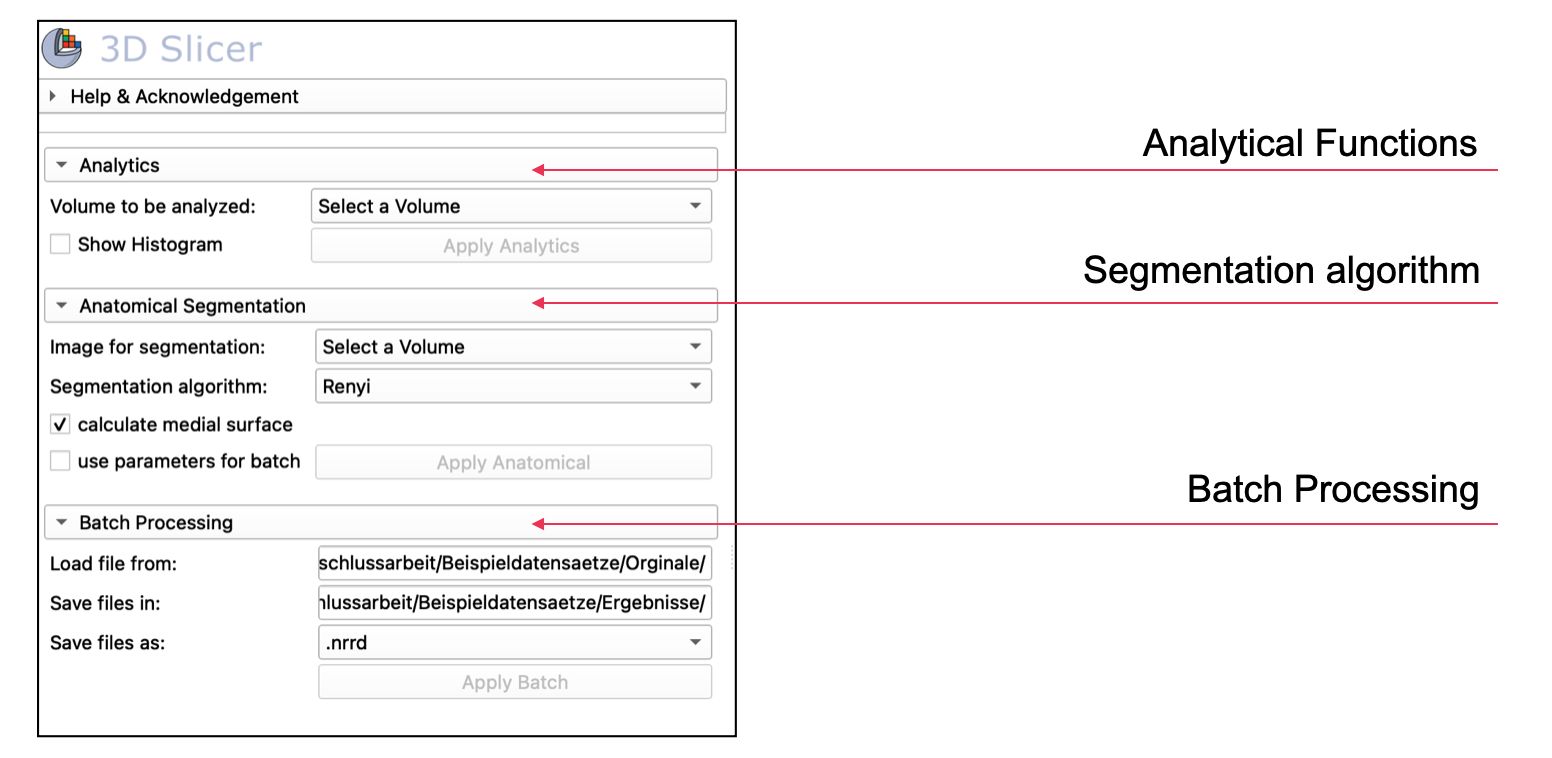 3D Slicer
Help & Acknowledgement
Analytics
Analytical Functions
Volume to be analyzed: Select a Volume
Show Histogram Apply Analytics
Segmentation algorithm
Anatomical Segmentation
Image for segmentation: Select a Volume
Segmentation algorithm: Renyi
calculate medial surface
use parameters for batch Apply Anatomical
Batch Processing
Batch Processing
Load file from: schlussarbeit/Beispieldatensaetze/Orginale/
Save files in: hlussarbeit/Beispieldatensaetze/Ergebnisse/
Save files as: .nrrd
Apply Batch